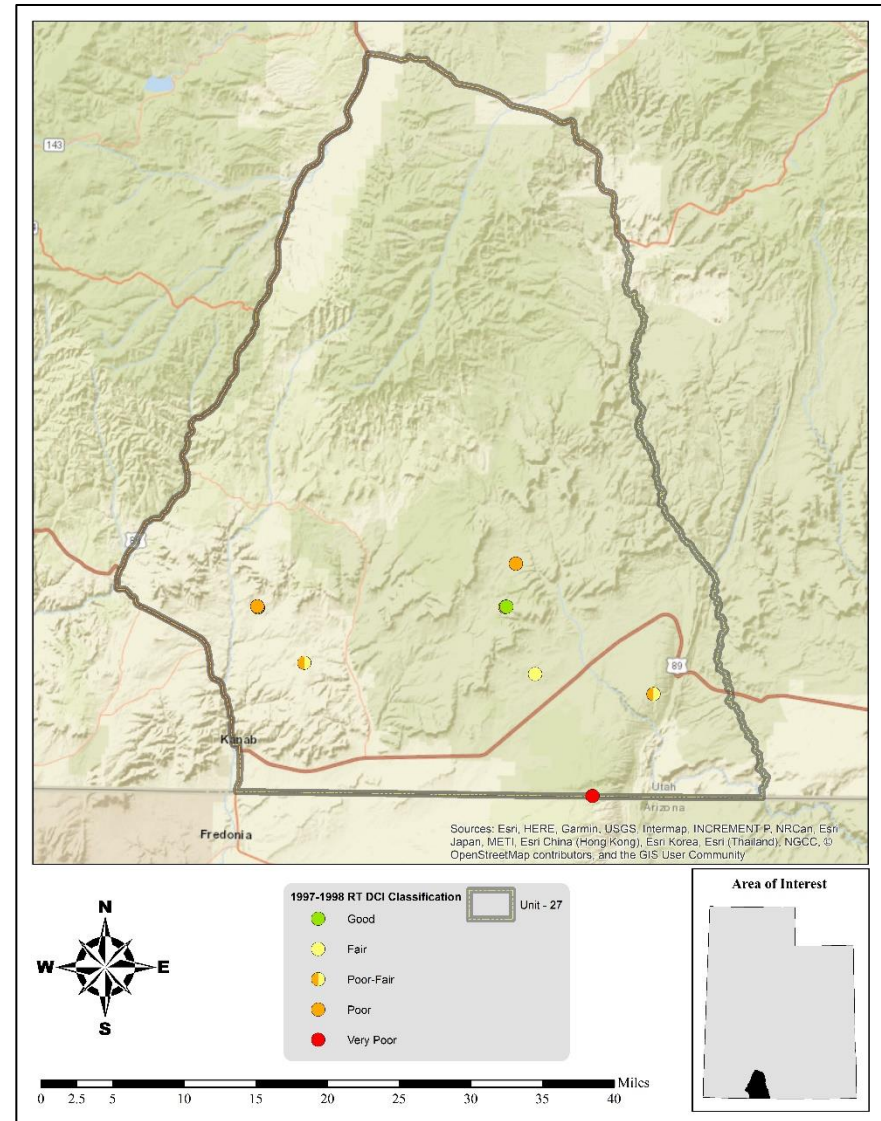 143
89
89
Kanab
Utah
Arizona
Fredonia
Sources: Esri, HERE, Garmin, USGS, Intermap, INCREMENT P, NRCan, Esri
Japan, METI, Esri China (Hong Kong), Esri Korea, Esri (Thailand), NGCC, ©
OpenStreetMap contributors, and the GIS User Community
N
W E
S
1997-1998 RT DCI Classification
Good
Fair
Poor-Fair
Poor
Very Poor
Unit - 27
Area of Interest
Miles
0 2.5 5 10 15 20 25 30 35 40